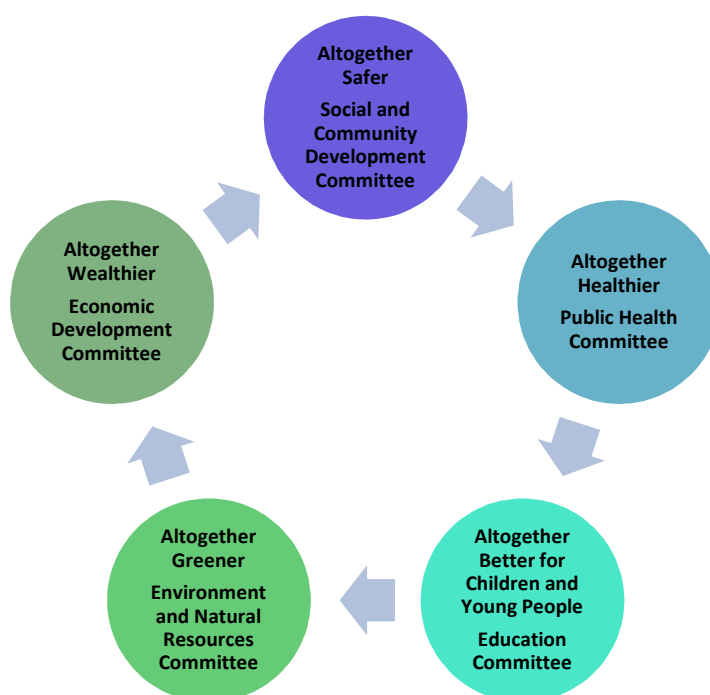 Altogether
Safer
Social and
Community
Development
Committee
Altogether
Healthier
Public Health
Committee
Altogether
Better for
Children and
Young People
Education
Committee
Altogether
Greener
Environment
and Natural
Resources
Committee
Altogether
Wealthier
Economic
Development
Committee